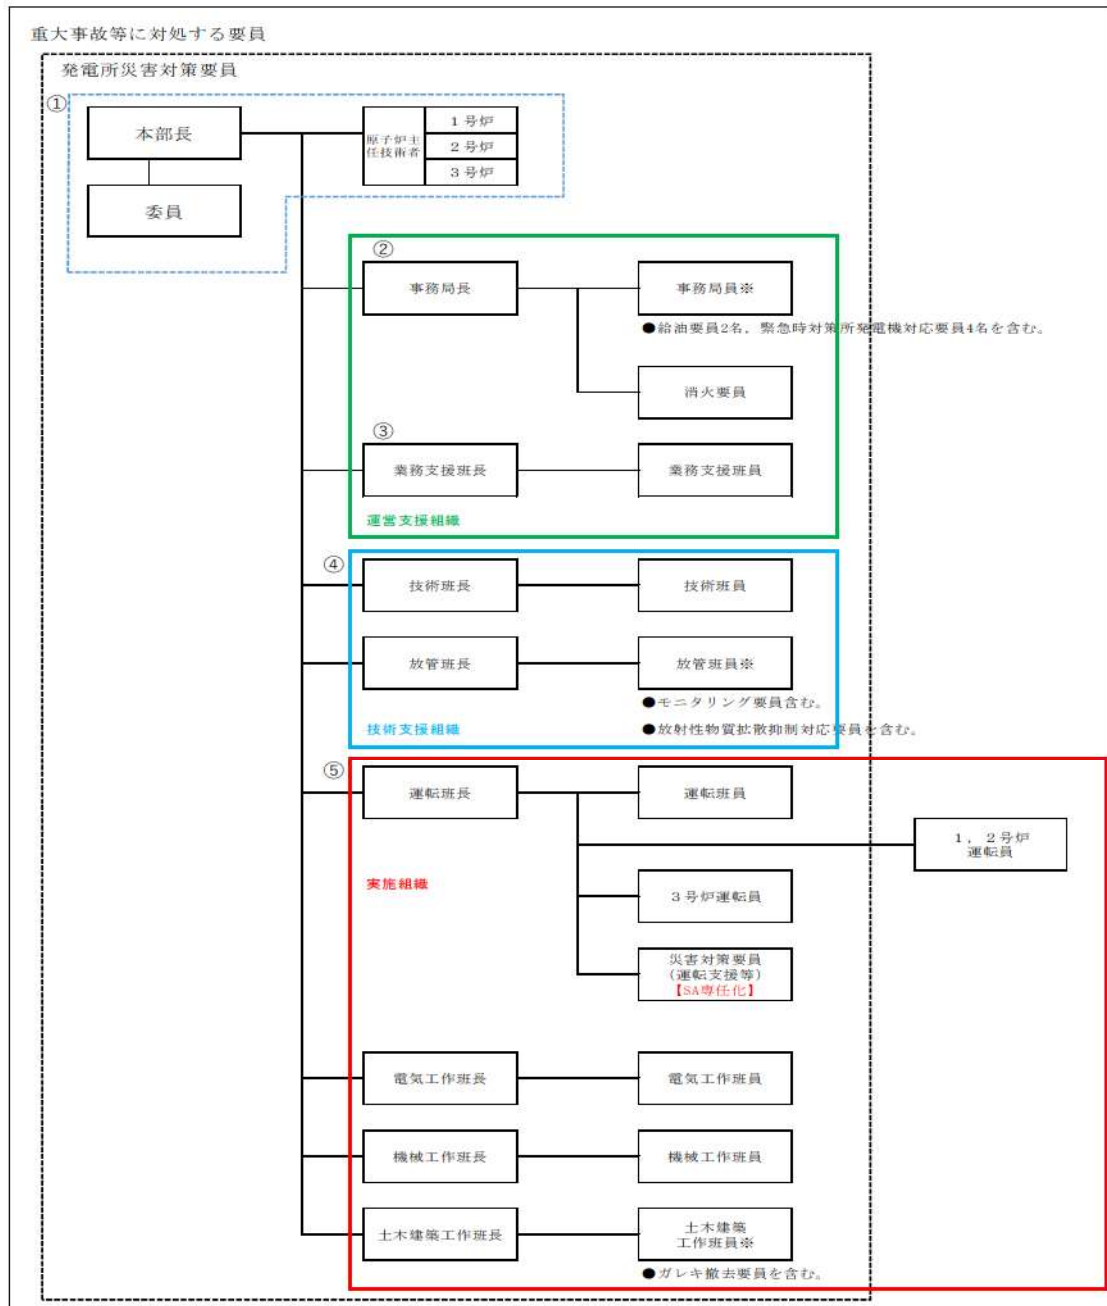 重大事故等に対処する要員
発電所災害対策要員
①
本部長
原子炉主
任技術者
1号炉
2号炉
3号炉
委員
②
事務局長
事務局員※
●給油要員2名，緊急時対策所発電機対応要員4名を含む。
消火要員
③
業務支援班長
業務支援班員
運営支援組織
④
技術班長
技術班員
放管班長
放管班員※
●モニタリング要員含む。
技術支援組織
●放射性物質拡散抑制対応要員を含む。
⑤
運転班長
運転班員
1，2号炉
運転員
実施組織
3号炉運転員
災害対策要員
(運転支援等)
【SA専任化】
電気工作班長
電気工作班員
機械工作班長
機械工作班員
土木建築工作班長
土木建築
工作班員※
●ガレキ撤去要員を含む。